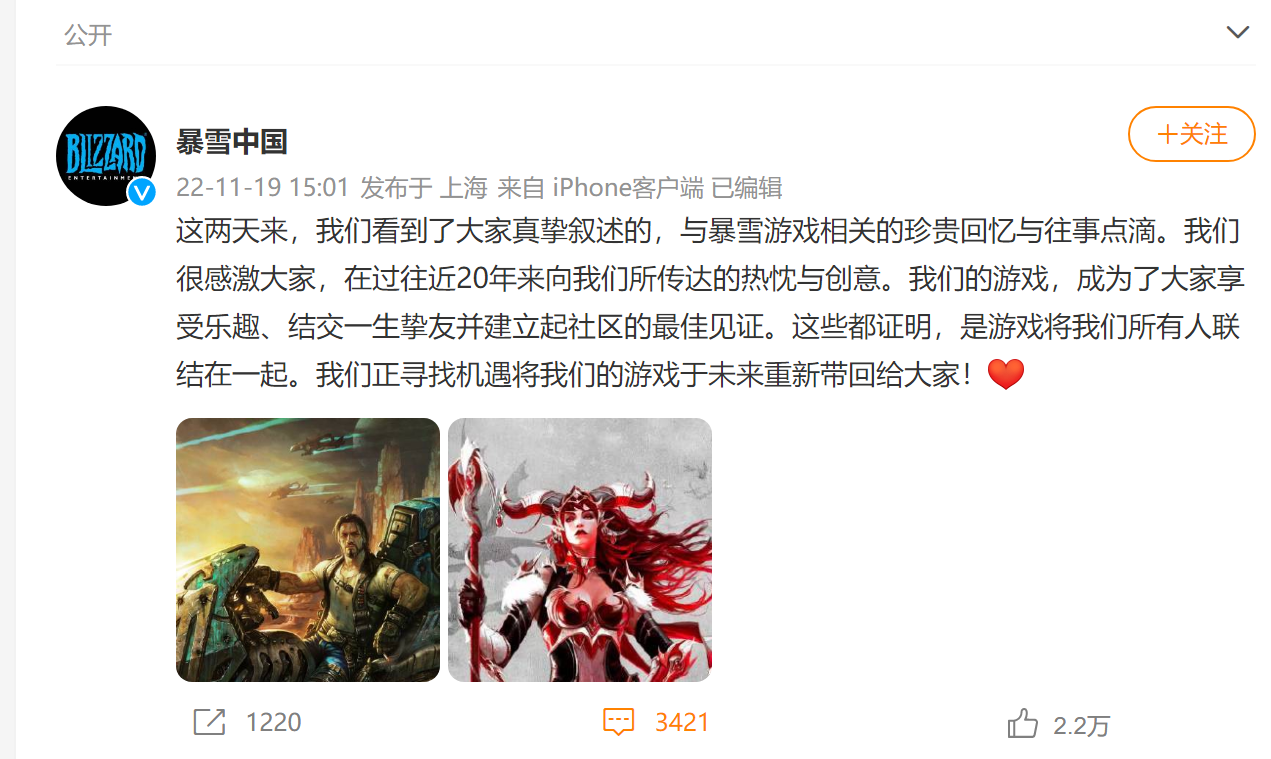 公开
BLIZZARD
ENTERTAINMENT
暴雪中国
+关注
22-11-19 15:01 发布于 上海 来自 iPhone客户端 已编辑
这两天来，我们看到了大家真挚叙述的，与暴雪游戏相关的珍贵回忆与往事点滴。我们
很感激大家，在过往近20年来向我们所传达的热忱与创意。我们的游戏，成为了大家享
受乐趣、结交一生挚友并建立起社区的最佳见证。这些都证明，是游戏将我们所有人联
结在一起。我们正寻找机遇将我们的游戏于未来重新带回给大家！❤️
1220
3421
2.2万